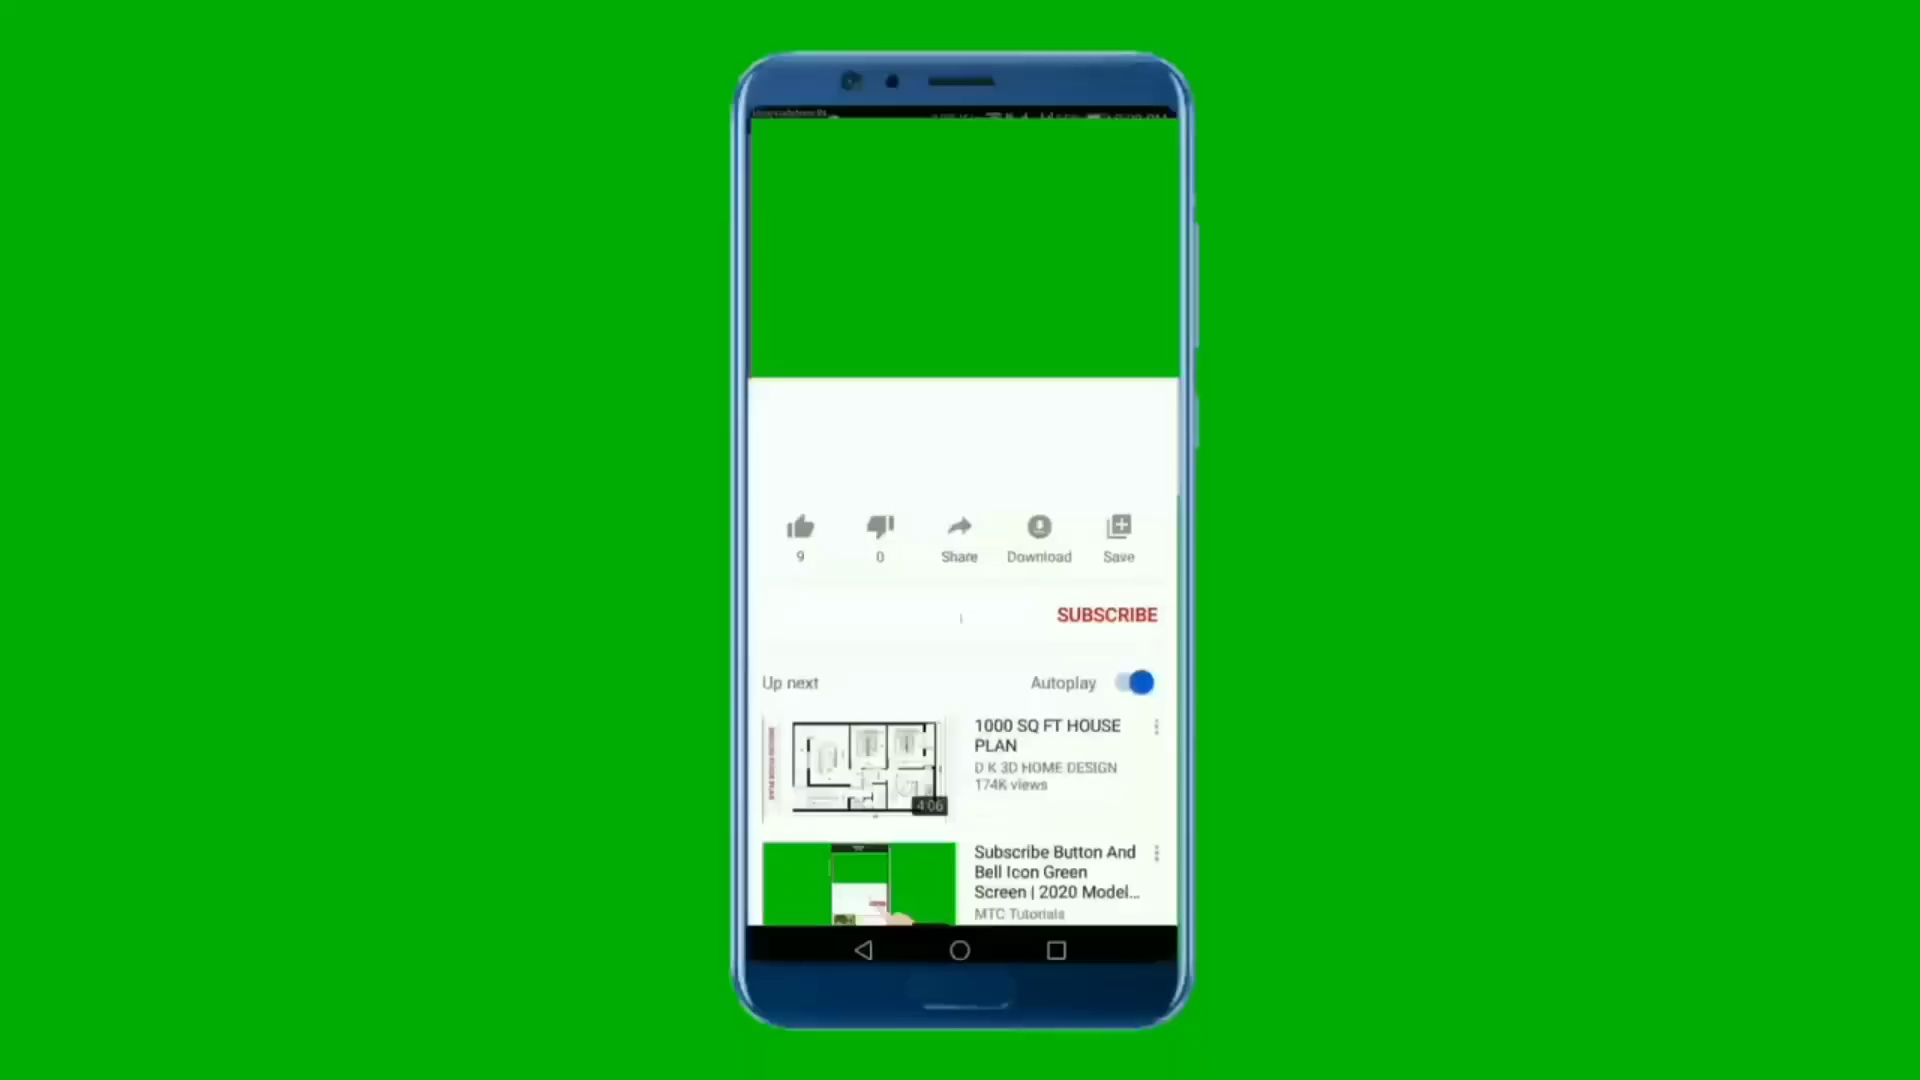 9
0
Share
Download
Save
SUBSCRIBE
Up next
Autoplay
1000 SQ FT HOUSE
PLAN
D K 3D HOME DESIGN
174K views
4:06
Subscribe Button And
Bell Icon Green
Screen | 2020 Model...
MTC Tutorials